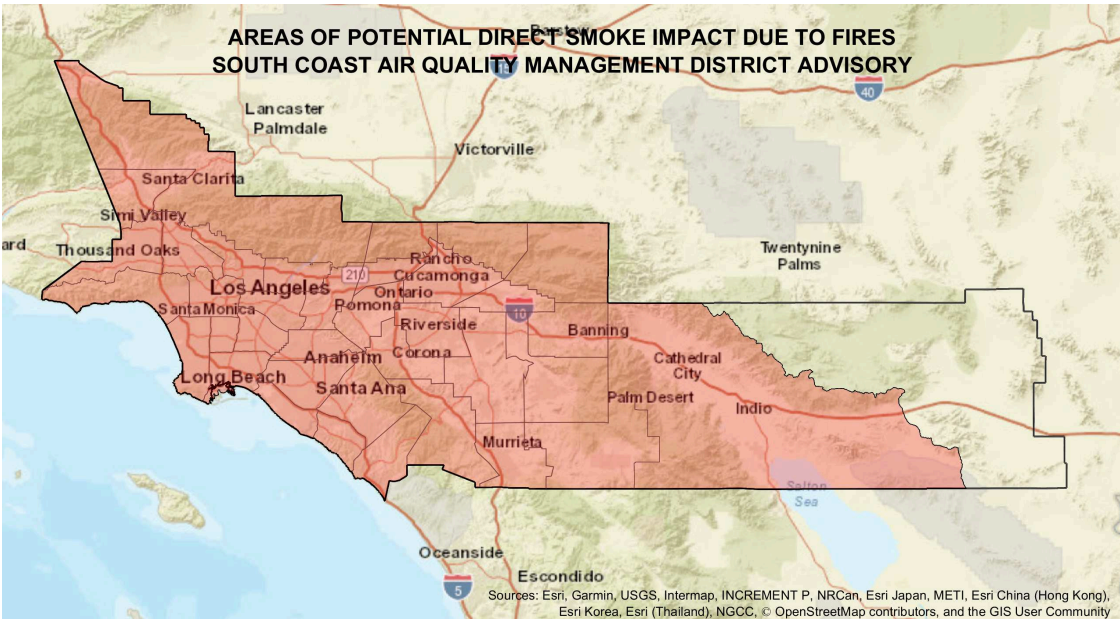 AREAS OF POTENTIAL DIRECT SMOKE IMPACT DUE TO FIRES
SOUTH COAST AIR QUALITY MANAGEMENT DISTRICT ADVISORY
Barstow
15
40
Lancaster
Palmdale
Victorville
Santa Clarita
Simi Valley
ard
Thousand Oaks
Twentynine
Palms
210
Rancho
Cucamonga
Los Angeles
Ontario
Pomona
Santa Monica
10
Riverside
Banning
Anaheim
Corona
Cathedral
City
Long Beach
Santa Ana
Palm Desert
Indio
Murrieta
Salton
Sea
Oceanside
Escondido
5
Sources: Esri, Garmin, USGS, Intermap, INCREMENT P, NRCan, Esri Japan, METI, Esri China (Hong Kong),
Esri Korea, Esri (Thailand), NGCC, © OpenStreetMap contributors, and the GIS User Community